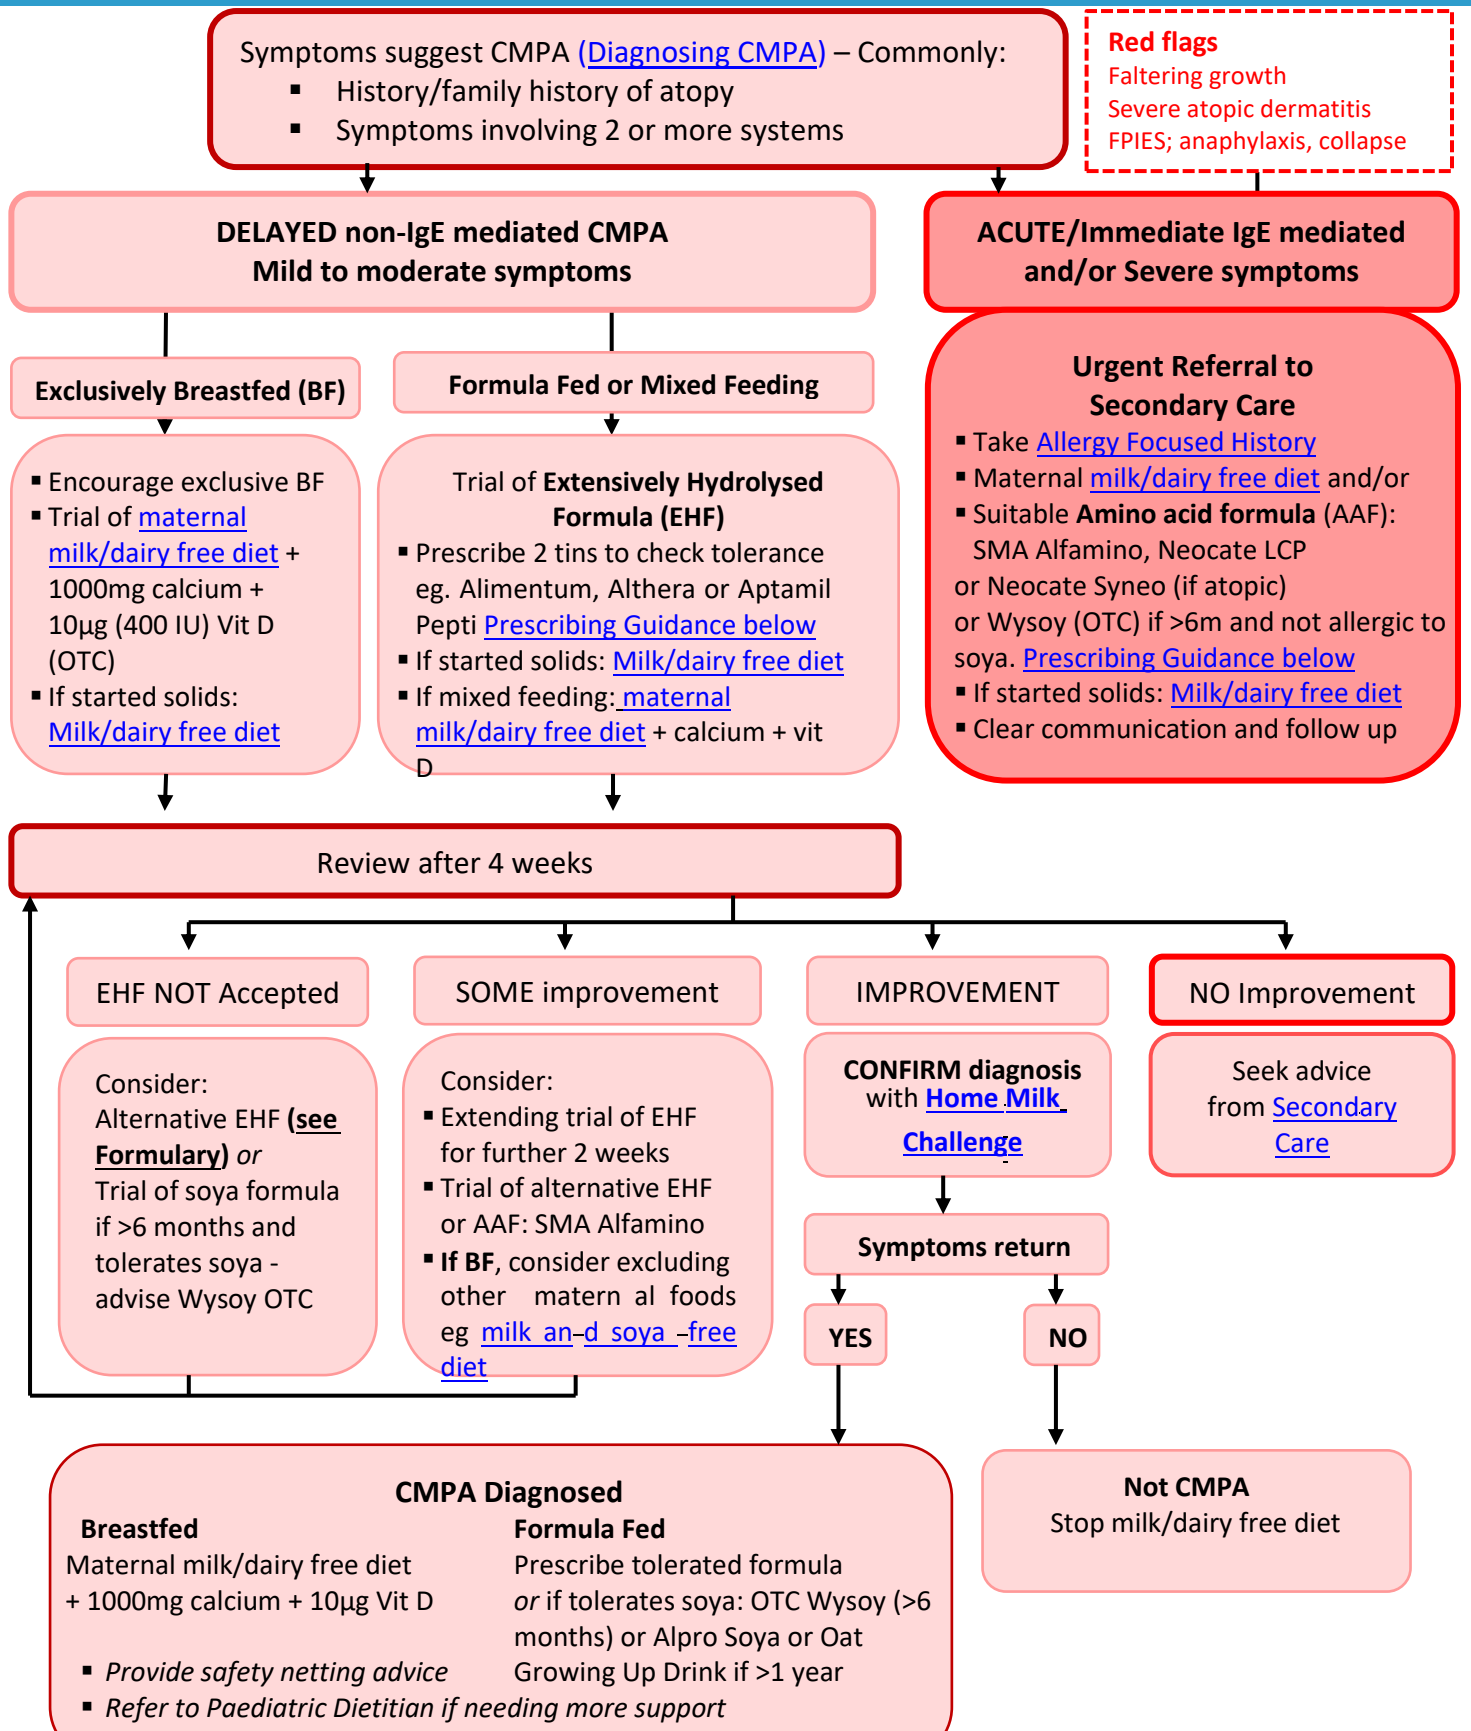 Symptoms suggest CMPA (Diagnosing CMPA) – Commonly:
▪ History/family history of atopy
▪ Symptoms involving 2 or more systems
Red flags
Faltering growth
Severe atopic dermatitis
FPIES; anaphylaxis, collapse
DELAYED non-IgE mediated CMPA
Mild to moderate symptoms
ACUTE/Immediate IgE mediated
and/or Severe symptoms
Exclusively Breastfed (BF)
▪ Encourage exclusive BF
▪ Trial of maternal
milk/dairy free diet +
1000mg calcium +
10µg (400 IU) Vit D
(OTC)
▪ If started solids:
Milk/dairy free diet
Formula Fed or Mixed Feeding
Trial of Extensively Hydrolysed
Formula (EHF)
▪ Prescribe 2 tins to check tolerance
eg. Alimentum, Althera or Aptamil
Pepti Prescribing Guidance below
▪ If started solids: Milk/dairy free diet
▪ If mixed feeding: maternal
milk/dairy free diet + calcium + vit
D
Urgent Referral to
Secondary Care
▪ Take Allergy Focused History
▪ Maternal milk/dairy free diet and/or
▪ Suitable Amino acid formula (AAF):
SMA Alfamino, Neocate LCP
or Neocate Syneo (if atopic)
or Wysoy (OTC) if >6m and not allergic to
soya. Prescribing Guidance below
▪ If started solids: Milk/dairy free diet
▪ Clear communication and follow up
Review after 4 weeks
EHF NOT Accepted
Consider:
Alternative EHF (see
Formulary) or
Trial of soya formula
if >6 months and
tolerates soya -
advise Wysoy OTC
SOME improvement
Consider:
▪ Extending trial of EHF
for further 2 weeks
▪ Trial of alternative EHF
or AAF: SMA Alfamino
▪ If BF, consider excluding
other matern al foods
eg milk an-d soya -free
diet
IMPROVEMENT
CONFIRM diagnosis
with Home Milk
Challenge
Symptoms return
YES
NO
NO Improvement
Seek advice
from Secondary
Care
CMPA Diagnosed
Breastfed
Maternal milk/dairy free diet
+ 1000mg calcium + 10µg Vit D
Formula Fed
Prescribe tolerated formula
or if tolerates soya: OTC Wysoy (>6
months) or Alpro Soya or Oat
Growing Up Drink if >1 year
▪ Provide safety netting advice
▪ Refer to Paediatric Dietitian if needing more support
Not CMPA
Stop milk/dairy free diet